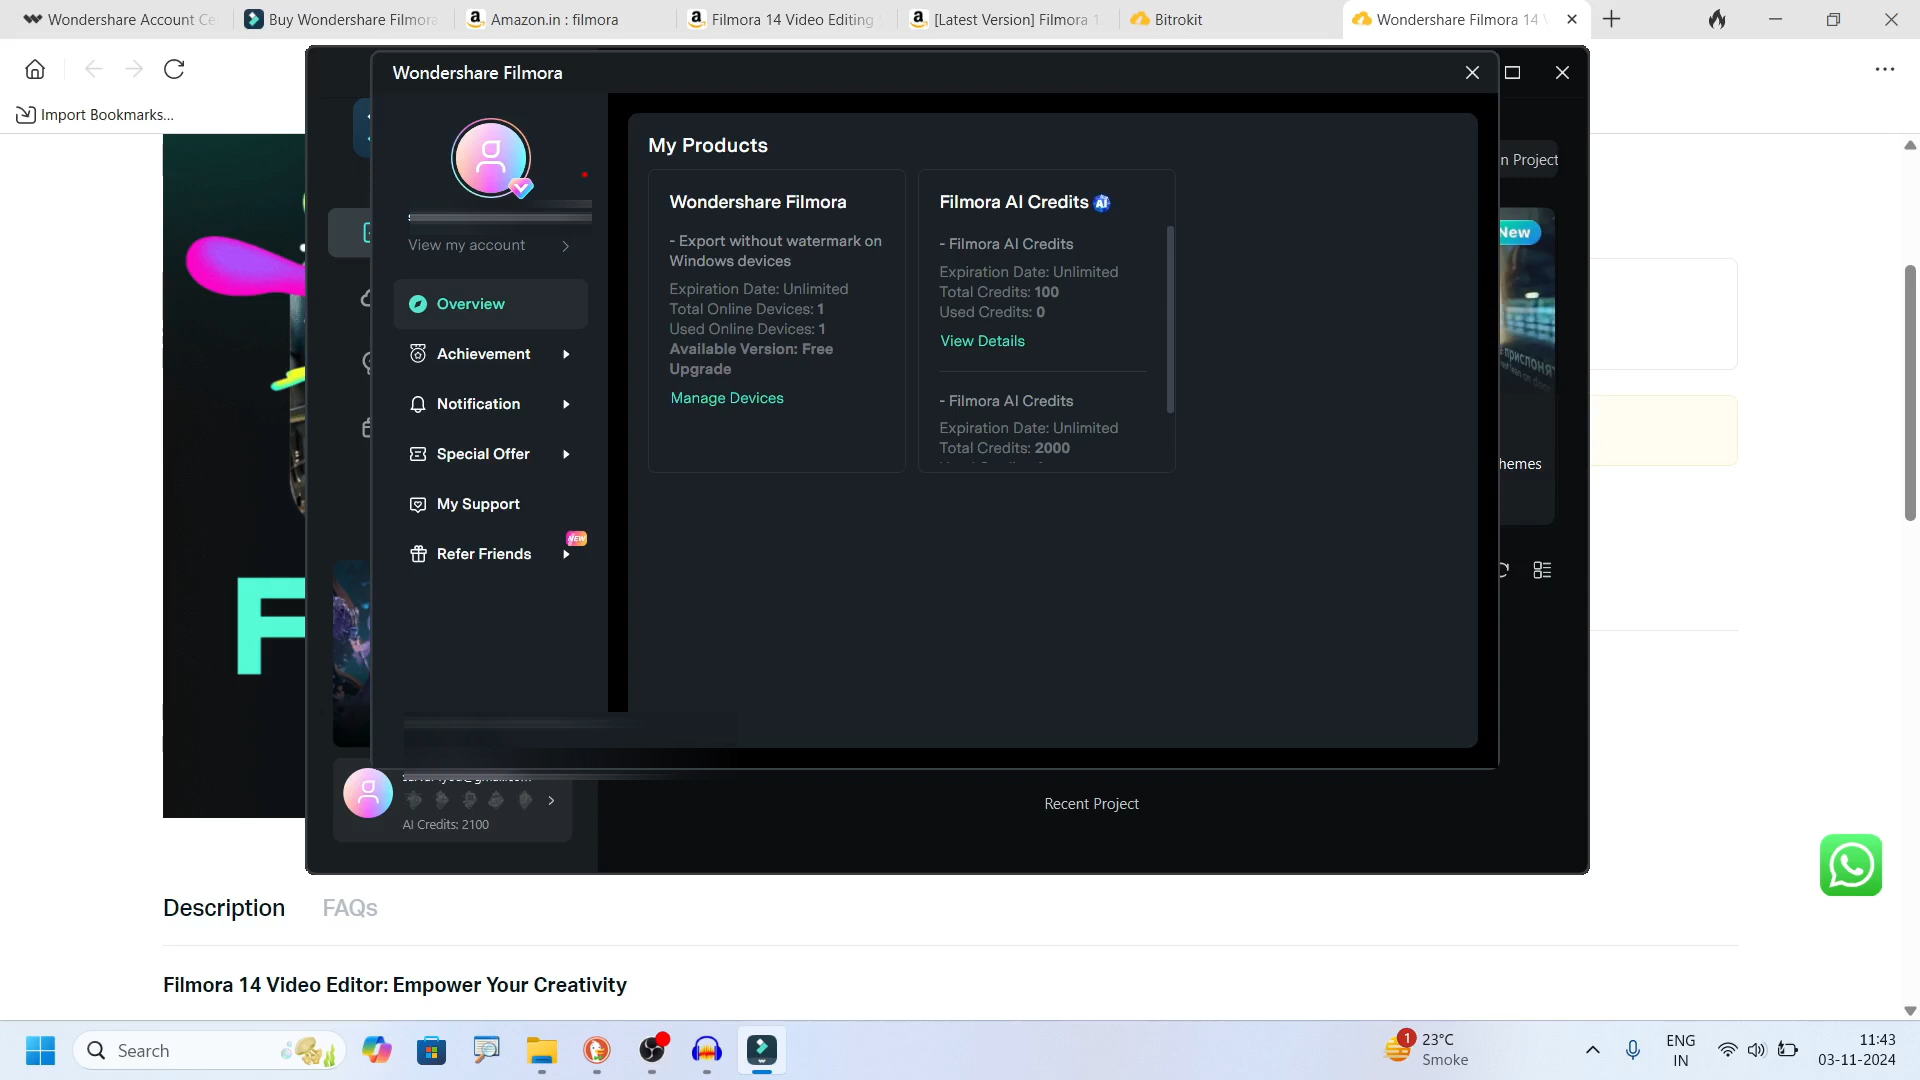 Wondershare Account Ce
Buy Wondershare Filmora
Amazon.in : filmora
Filmora 14 Video Editing
[Latest Version] Filmora 1
Bitrokit
Wondershare Filmora 14
Import Bookmarks...
Wondershare Filmora
n Project
My Products
View my account
Overview
Achievement
Notification
Special Offer
My Support
NEW
Refer Friends
Wondershare Filmora
- Export without watermark on
Windows devices
Expiration Date: Unlimited
Total Online Devices: 1
Used Online Devices: 1
Available Version: Free
Upgrade
Manage Devices
Filmora AI Credits AI
- Filmora AI Credits
Expiration Date: Unlimited
Total Credits: 100
Used Credits: 0
View Details
- Filmora AI Credits
Expiration Date: Unlimited
Total Credits: 2000
New
hemes
F
AI Credits: 2100
Recent Project
Description
FAQs
Filmora 14 Video Editor: Empower Your Creativity
Search
1
23°C
Smoke
ENG
IN
11:43
03-11-2024